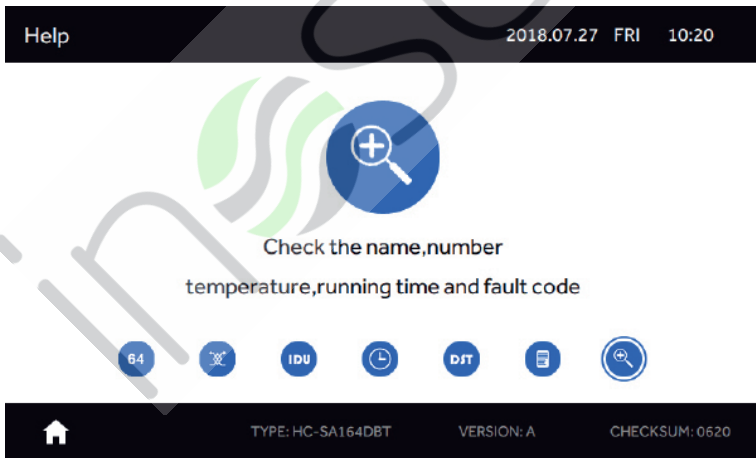 Help
2018.07.27 FRI 10:20
Check the name,number
temperature,running time and fault code
64
IDU
DST
TYPE: HC-SA164DBT VERSION: A CHECKSUM: 0620